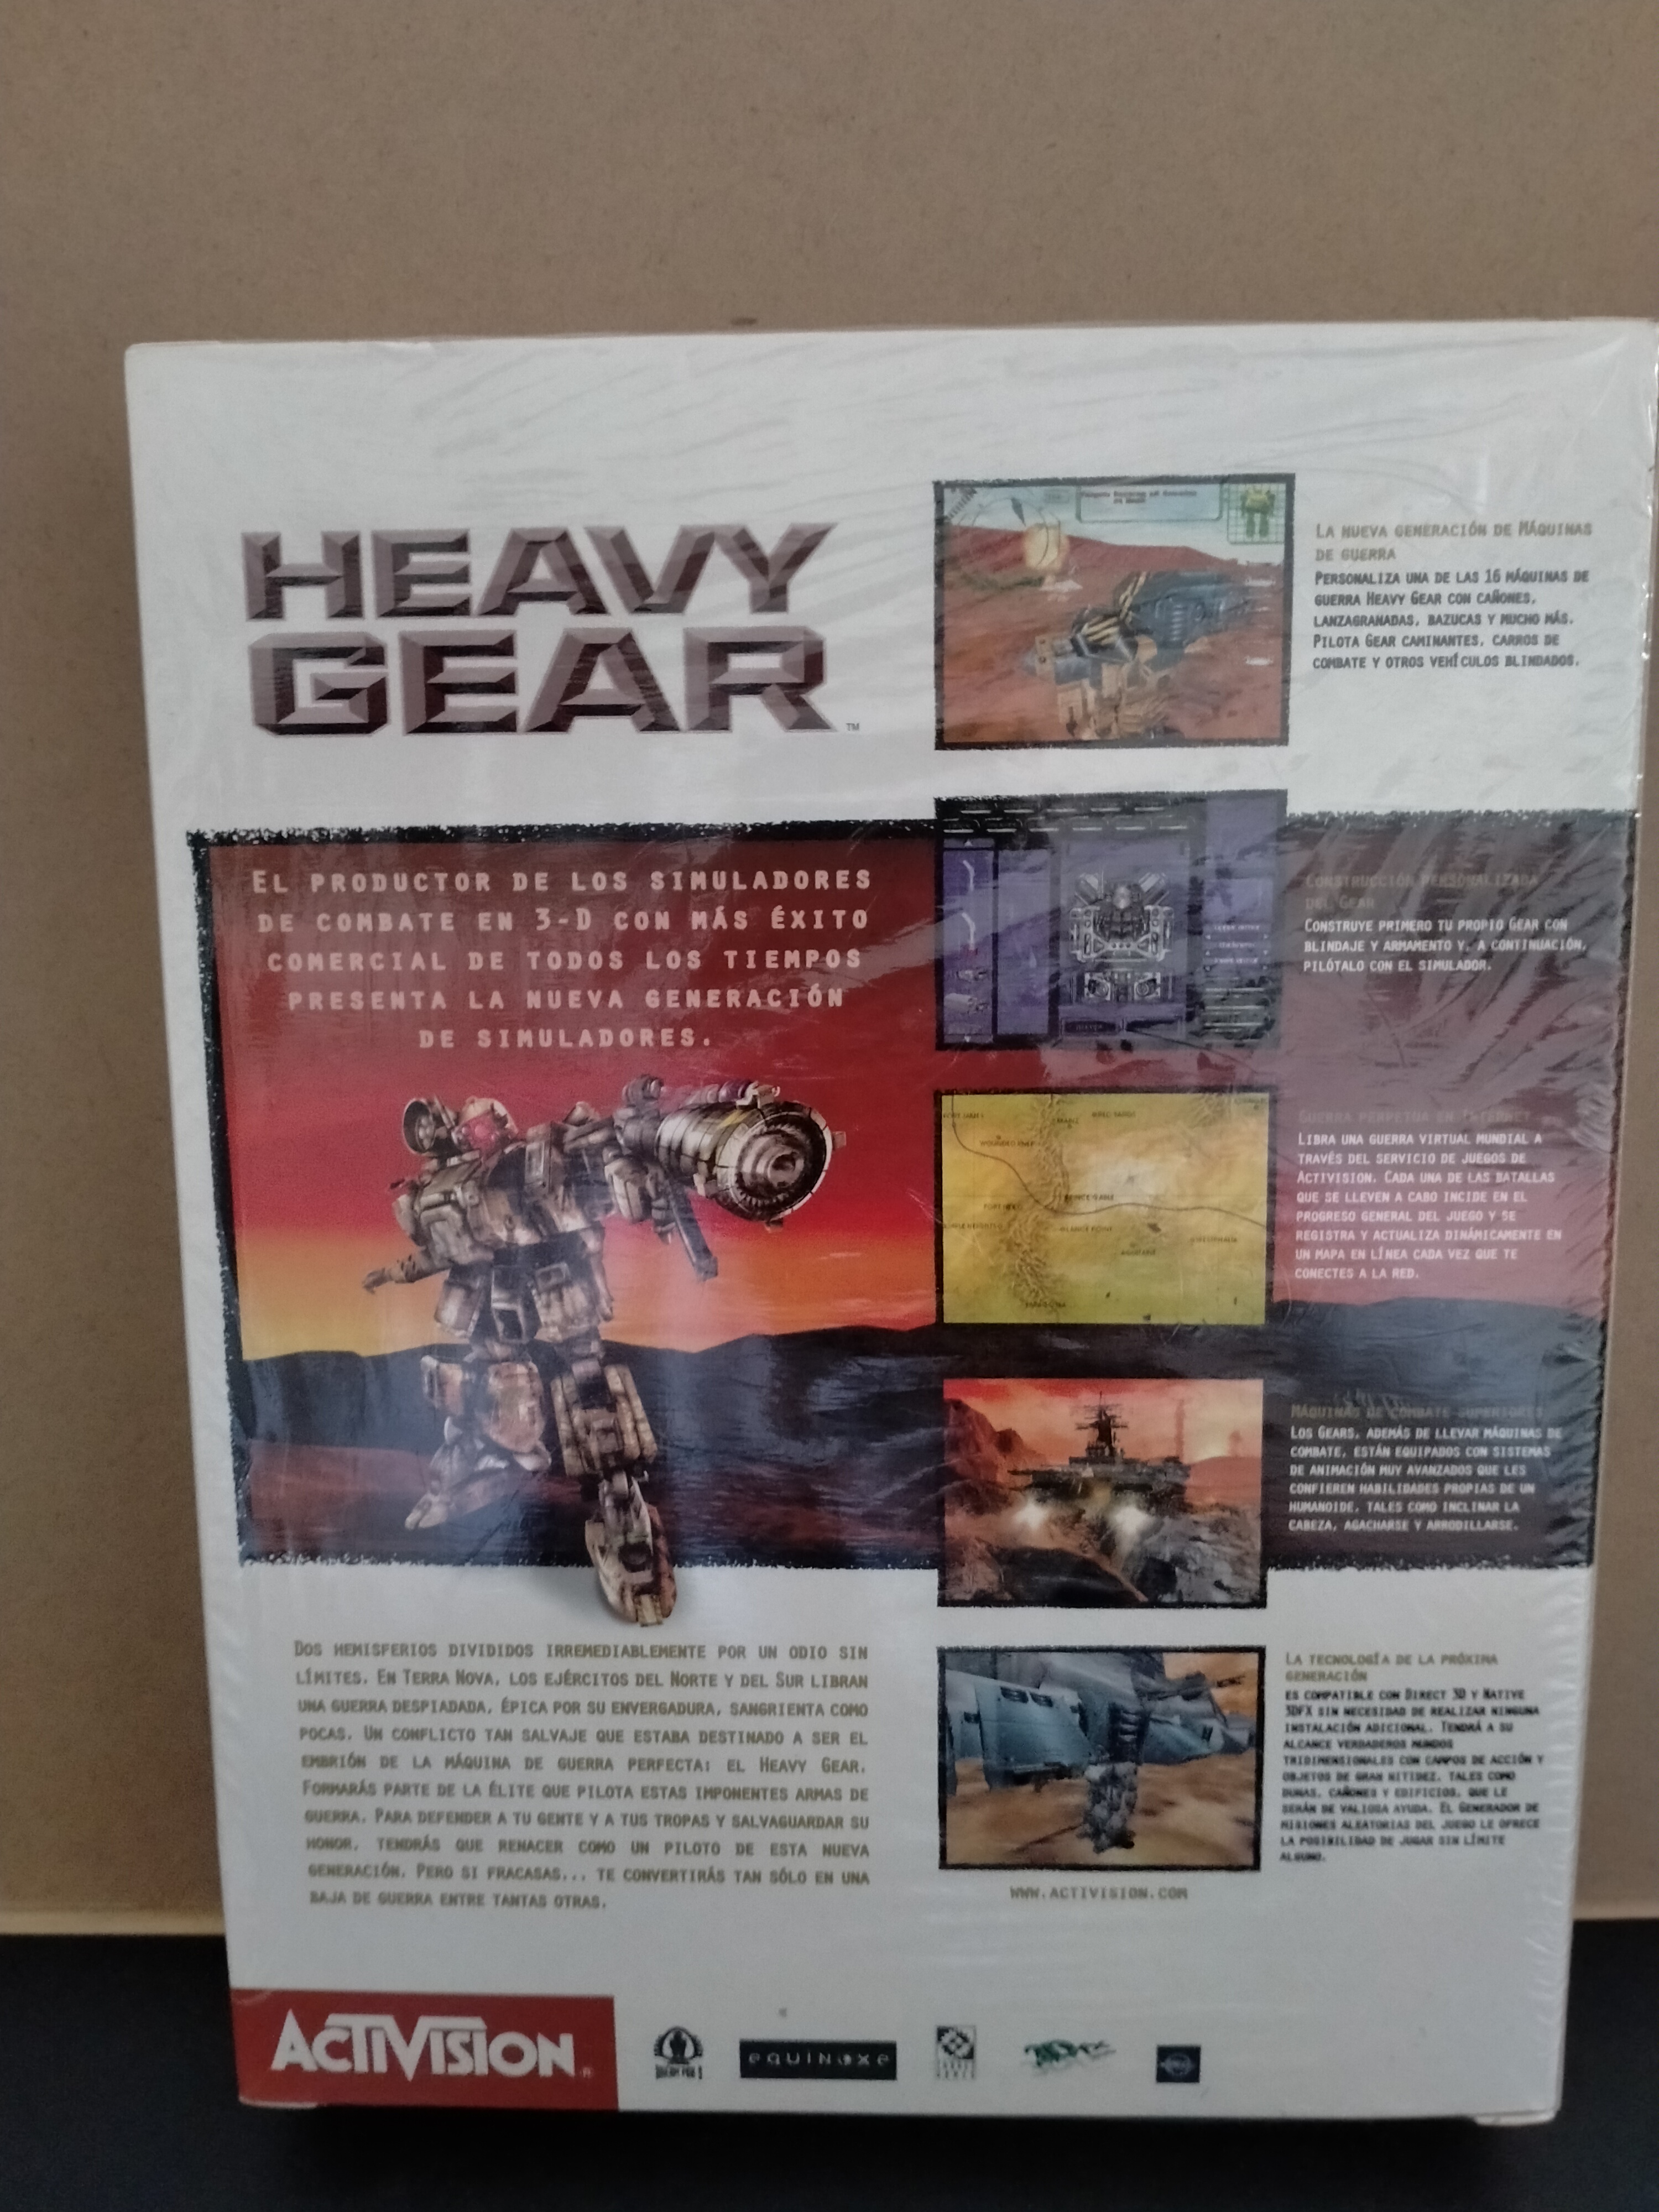 HEAVY
GEAR
™
EL PRODUCTOR DE LOS SIMULADORES
DE COMBATE EN 3-D CON MÁS ÉXITO
COMERCIAL DE TODOS LOS TIEMPOS
PRESENTA LA NUEVA GENERACIÓN
DE SIMULADORES.
DOS HEMISFERIOS DIVIDIDOS IRREMEDIABLEMENTE POR UN ODIO SIN
LÍMITES. EN TERRA NOVA, LOS EJÉRCITOS DEL NORTE Y DEL SUR LIBRAN
UNA GUERRA DESPIADADA, ÉPICA POR SU ENVERGADURA, SANGRIENTA COMO
POCAS. UN CONFLICTO TAN SALVAJE QUE ESTABA DESTINADO A SER EL
EMBRIÓN DE LA MÁQUINA DE GUERRA PERFECTA: EL HEAVY GEAR.
FORMARÁS PARTE DE LA ÉLITE QUE PILOTA ESTAS IMPONENTES ARMAS DE
GUERRA. PARA DEFENDER A TU GENTE Y A TUS TROPAS Y SALVAGUARDAR SU
HONOR, TENDRÁS QUE RENACER COMO UN PILOTO DE ESTA NUEVA
GENERACIÓN. PERO SI FRACASAS... TE CONVERTIRÁS TAN SÓLO EN UNA
BAJA DE GUERRA ENTRE TANTAS OTRAS.
LA NUEVA GENERACIÓN DE MÁQUINAS
DE GUERRA
PERSONALIZA UNA DE LAS 16 MÁQUINAS DE
GUERRA HEAVY GEAR CON CAÑONES,
LANZAGRANADAS, BAZUCAS Y MUCHO MÁS.
PILOTA GEAR CAMINANTES, CARROS DE
COMBATE Y OTROS VEHÍCULOS BLINDADOS.
CONSTRUCCIÓN PERSONALIZADA
DEL GEAR
CONSTRUYE PRIMERO TU PROPIO GEAR CON
BLINDAJE Y ARMAMENTO Y, A CONTINUACIÓN,
PILÓTALO CON EL SIMULADOR.
GUERRA PERPETUA EN INTERNET
LIBRA UNA GUERRA VIRTUAL MUNDIAL A
TRAVÉS DEL SERVICIO DE JUEGOS DE
ACTIVISION. CADA UNA DE LAS BATALLAS
QUE SE LLEVEN A CABO INCIDE EN EL
PROGRESO GENERAL DEL JUEGO Y SE
REGISTRA Y ACTUALIZA DINÁMICAMENTE EN
UN MAPA EN LÍNEA CADA VEZ QUE TE
CONECTES A LA RED.
MÁQUINAS DE COMBATE SUPERIORES
LOS GEARS, ADEMÁS DE LLEVAR MÁQUINAS DE
COMBATE, ESTÁN EQUIPADOS CON SISTEMAS
DE ANIMACIÓN MUY AVANZADOS QUE LES
CONFIEREN HABILIDADES PROPIAS DE UN
HUMANOIDE, TALES COMO INCLINAR LA
CABEZA, AGACHARSE Y ARRODILLARSE.
LA TECNOLOGÍA DE LA PRÓXIMA
GENERACIÓN
ES COMPATIBLE CON DIRECT 3D Y NATIVE
3DFX SIN NECESIDAD DE REALIZAR NINGUNA
INSTALACIÓN ADICIONAL. TENDRÁ A SU
ALCANCE VERDADEROS MUNDOS
TRIDIMENSIONALES CON CAMPOS DE ACCIÓN Y
OBJETOS DE GRAN NITIDEZ, TALES COMO
DUNAS, CAÑONES Y EDIFICIOS, QUE LE
SERÁN DE VALIOSA AYUDA. EL GENERADOR DE
MISIONES ALEATORIAS DEL JUEGO LE OFRECE
LA POSIBILIDAD DE JUGAR SIN LÍMITE
ALGUNO.
WWW.ACTIVISION.COM
ACTIVISION®
DREAM POD 9
equinoxe